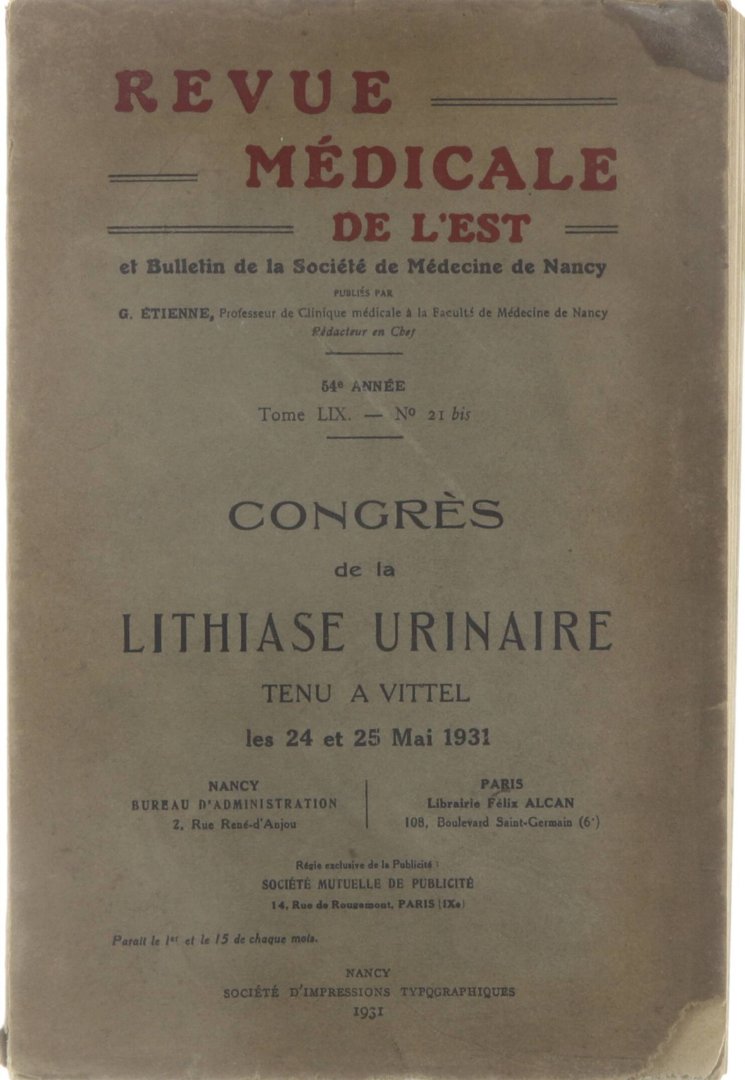 REVUE
MÉDICALE
DE L'EST
et Bulletin de la Société de Médecine de Nancy
PUBLIÉS PAR
G. ÉTIENNE, Professeur de Clinique médicale à la Faculté de Médecine de Nancy
Rédacteur en Chef
54e ANNÉE
Tome LIX. — No 21 bis
CONGRÈS
de la
LITHIASE URINAIRE
TENU A VITTEL
les 24 et 25 Mai 1931
NANCY
BUREAU D'ADMINISTRATION
2, Rue René-d'Anjou
PARIS
Librairie Félix ALCAN
108, Boulevard Saint-Germain (6e)
Régie exclusive de la Publicité :
SOCIÉTÉ MUTUELLE DE PUBLICITÉ
14, Rue de Rougemont, PARIS (IXe)
Parait le 1er et le 15 de chaque mois.
NANCY
SOCIÉTÉ D'IMPRESSIONS TYPOGRAPHIQUES
1931